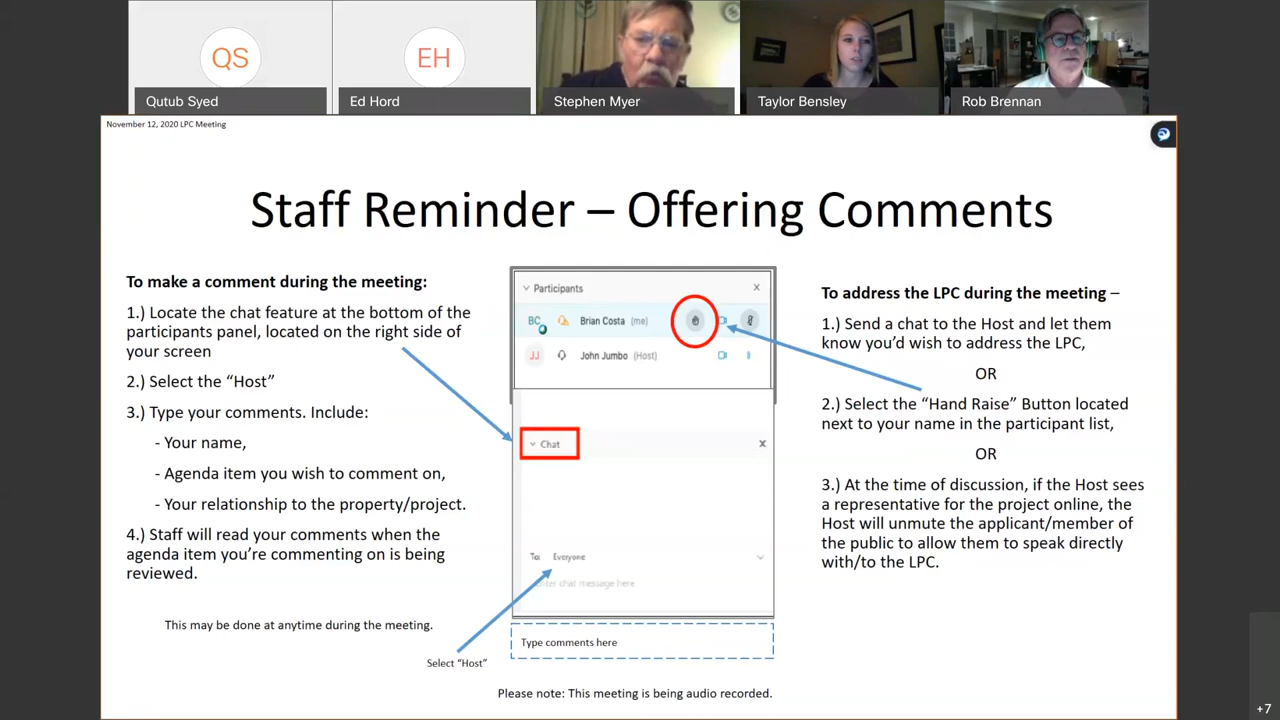 QS
EH
Qutub Syed
Ed Hord
Stephen Myer
Taylor Bensley
Rob Brennan
November 12, 2020 LPC Meeting
Staff Reminder – Offering Comments
To make a comment during the meeting:
1.) Locate the chat feature at the bottom of the
participants panel, located on the right side of
your screen
2.) Select the “Host”
3.) Type your comments. Include:
- Your name,
- Agenda item you wish to comment on,
- Your relationship to the property/project.
4.) Staff will read your comments when the
agenda item you’re commenting on is being
reviewed.
This may be done at anytime during the meeting.
Select “Host”
Participants
BC Brian Costa (me)
JJ John Jumbo (Host)
Chat
To: Everyone
Enter chat message here
Type comments here
To address the LPC during the meeting –
1.) Send a chat to the Host and let them
know you’d wish to address the LPC,
OR
2.) Select the “Hand Raise” Button located
next to your name in the participant list,
OR
3.) At the time of discussion, if the Host sees
a representative for the project online, the
Host will unmute the applicant/member of
the public to allow them to speak directly
with/to the LPC.
Please note: This meeting is being audio recorded.
+7